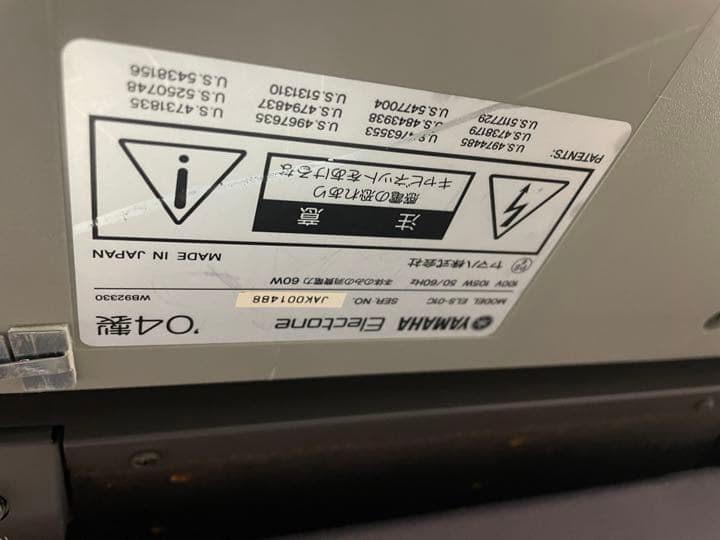 YAMAHA Electone '04製
MODEL ELS-01C SER NO. JAK001488 WB92330
100V 105W 50/60Hz 本体のみの消費電力 60W
ヤマハ株式会社 MADE IN JAPAN
注意
感電の恐れあり
キャビネットをあけるな
PATENTS:
U.S.4974485 U.S.4763553 U.S.4967635 U.S.4731835
U.S.4738179 U.S.4843938 U.S.4794837 U.S.5250748
U.S.5117726 U.S.5477004 U.S.5131310 U.S.5438156